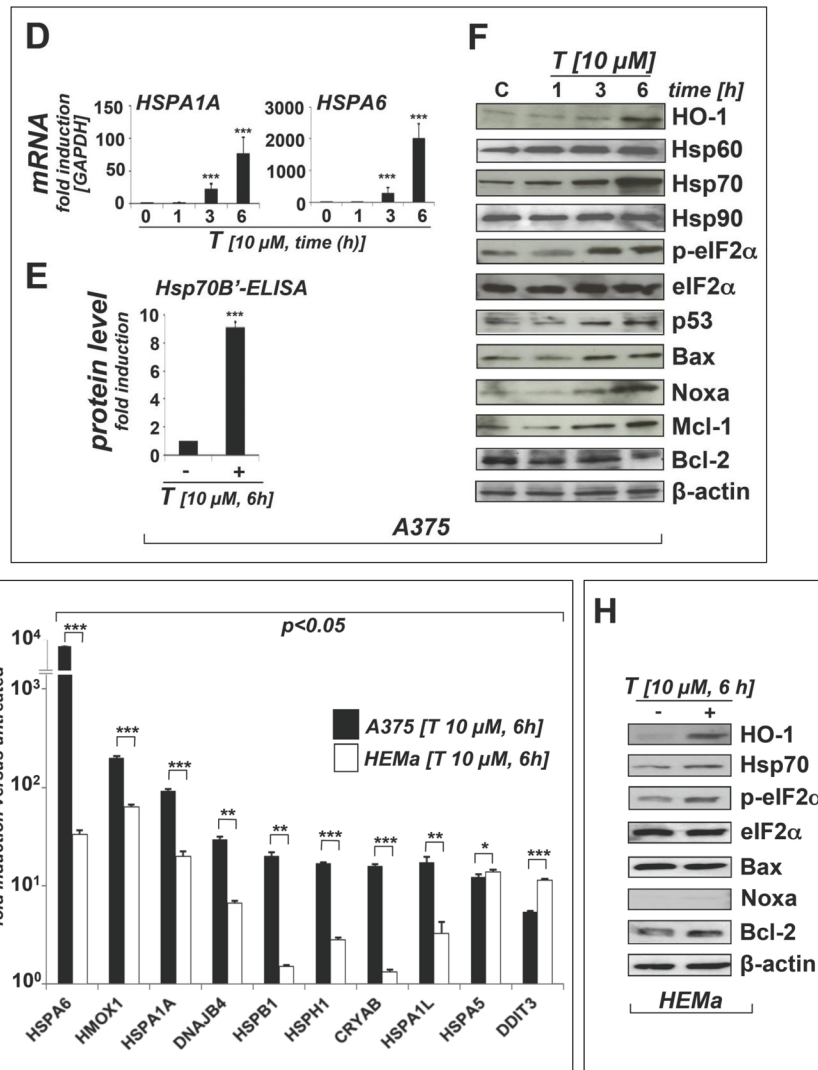 D
HSPA1A
HSPA6
mRNA
fold induction
[GAPDH]
150
100
50
0
3000
2000
1000
0
***
***
***
***
0 1 3 6
0 1 3 6
T [10 µM, time (h)]
E
Hsp70B'-ELISA
protein level
fold induction
10
8
6
4
2
0
***
- +
T [10 µM, 6h]
F
T [10 µM]
C 1 3 6 time [h]
HO-1
Hsp60
Hsp70
Hsp90
p-eIF2α
eIF2α
p53
Bax
Noxa
Mcl-1
Bcl-2
β-actin
A375
p<0.05
10⁴
10³
10²
10¹
10⁰
***
***
***
**
**
***
***
**
*
***
A375 [T 10 µM, 6h]
HEMa [T 10 µM, 6h]
HSPA6
HMOX1
HSPA1A
DNAJB4
HSPB1
HSPH1
CRYAB
HSPA1L
HSPA5
DDIT3
H
T [10 µM, 6 h]
- +
HO-1
Hsp70
p-eIF2α
eIF2α
Bax
Noxa
Bcl-2
β-actin
HEMa